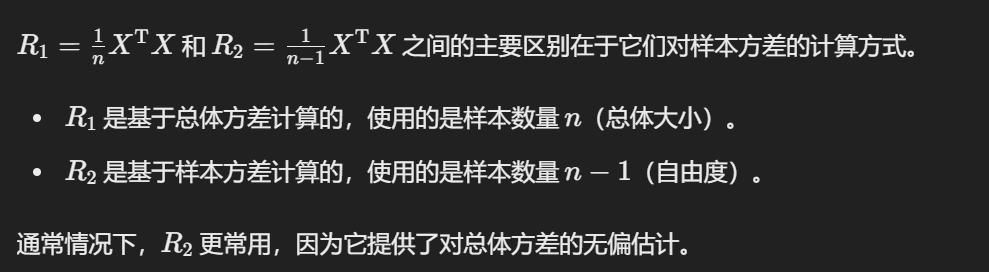 $R_1 = \frac{1}{n}X^{\mathrm{T}}X$ 和 $R_2 = \frac{1}{n-1}X^{\mathrm{T}}X$ 之间的主要区别在于它们对样本方差的计算方式。
• $R_1$ 是基于总体方差计算的，使用的是样本数量 $n$（总体大小）。
• $R_2$ 是基于样本方差计算的，使用的是样本数量 $n-1$（自由度）。
通常情况下，$R_2$ 更常用，因为它提供了对总体方差的无偏估计。